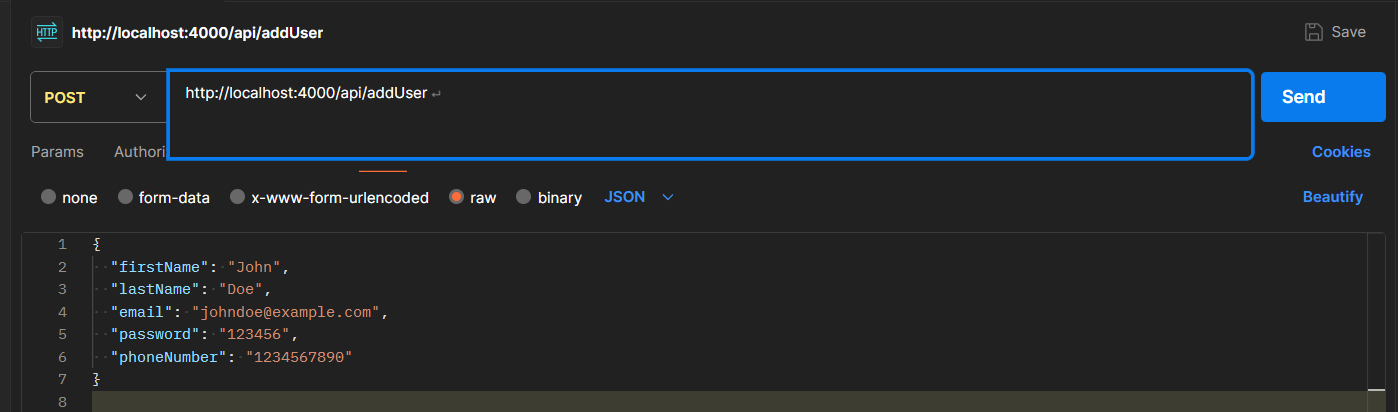 HTTP http://localhost:4000/api/addUser Save
POST http://localhost:4000/api/addUser ↵ Send
Params Authori Cookies
none form-data x-www-form-urlencoded raw binary JSON Beautify
1 {
2 "firstName": "John",
3 "lastName": "Doe",
4 "email": "johndoe@example.com",
5 "password": "123456",
6 "phoneNumber": "1234567890"
7 }
8